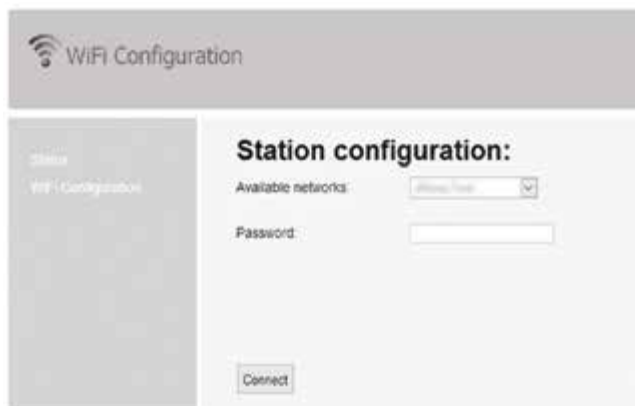 WiFi Configuration
Status
WiFi Configuration
Station configuration:
Available networks:
Password:
Connect